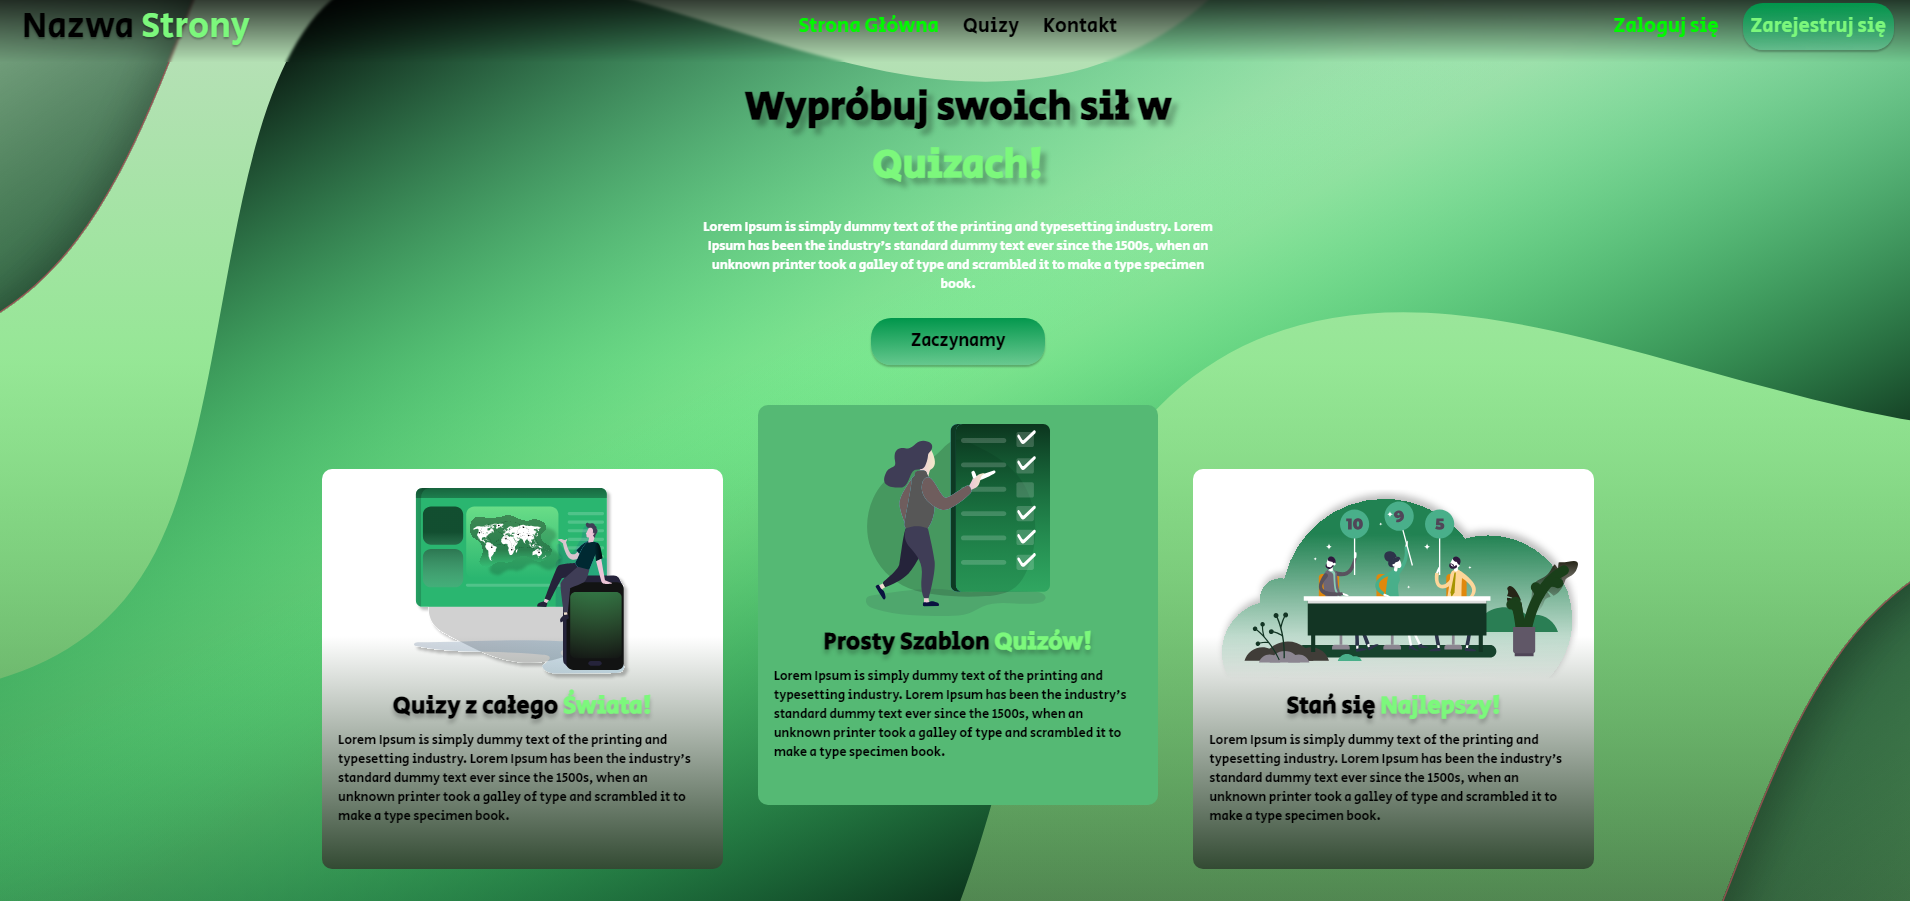 Nazwa Strony
Strona Główna Quizy Kontakt
Zaloguj się Zarejestruj się
Wypróbuj swoich sił w
Quizach!
Lorem Ipsum is simply dummy text of the printing and typesetting industry. Lorem
Ipsum has been the industry's standard dummy text ever since the 1500s, when an
unknown printer took a galley of type and scrambled it to make a type specimen
book.
Zaczynamy
Quizy z całego Świata!
Lorem Ipsum is simply dummy text of the printing and
typesetting industry. Lorem Ipsum has been the industry's
standard dummy text ever since the 1500s, when an
unknown printer took a galley of type and scrambled it to
make a type specimen book.
Prosty Szablon Quizów!
Lorem Ipsum is simply dummy text of the printing and
typesetting industry. Lorem Ipsum has been the industry's
standard dummy text ever since the 1500s, when an
unknown printer took a galley of type and scrambled it to
make a type specimen book.
10 9 5
Stań się Najlepszy!
Lorem Ipsum is simply dummy text of the printing and
typesetting industry. Lorem Ipsum has been the industry's
standard dummy text ever since the 1500s, when an
unknown printer took a galley of type and scrambled it to
make a type specimen book.